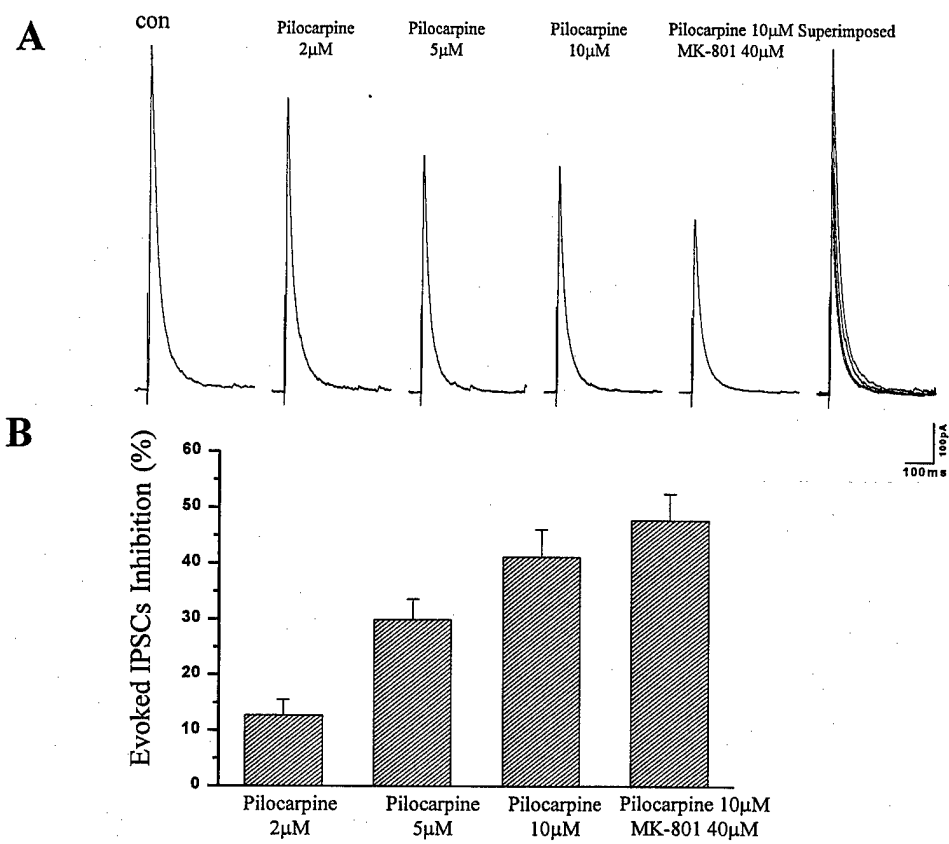 A
con
Pilocarpine
2μM
Pilocarpine
5μM
Pilocarpine
10μM
Pilocarpine 10μM Superimposed
MK-801 40μM
100pA
100ms
B
Evoked IPSCs Inhibition (%)
60
50
40
30
20
10
0
Pilocarpine
2μM
Pilocarpine
5μM
Pilocarpine
10μM
Pilocarpine 10μM
MK-801 40μM